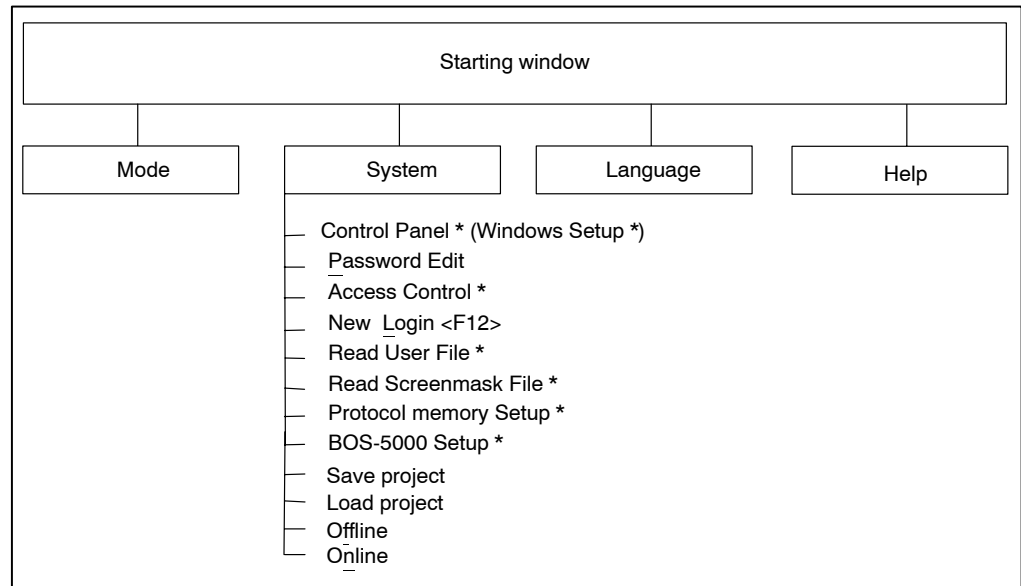 Starting window
Mode
System
Language
Help
Control Panel * (Windows Setup *)
Password Edit
Access Control *
New Login <F12>
Read User File *
Read Screenmask File *
Protocol memory Setup *
BOS-5000 Setup *
Save project
Load project
Offline
Online